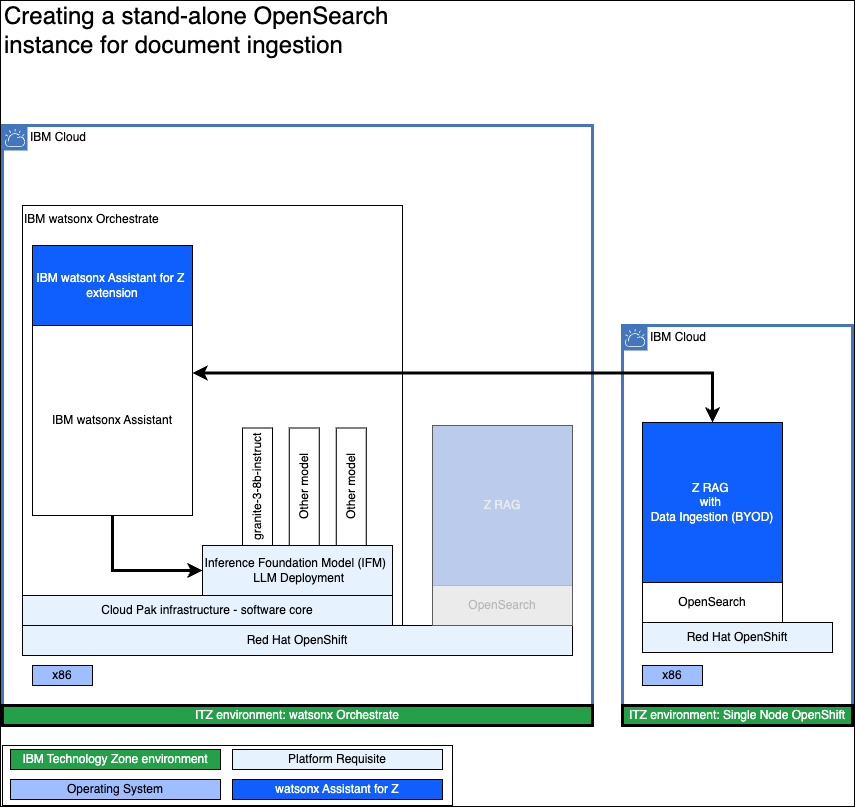 Creating a stand-alone OpenSearch
instance for document ingestion
IBM Cloud
IBM watsonx Orchestrate
IBM watsonx Assistant for Z
extension
IBM watsonx Assistant
granite-3-8b-instruct
Other model
Other model
Inference Foundation Model (IFM)
LLM Deployment
Cloud Pak infrastructure - software core
Red Hat OpenShift
Z RAG
OpenSearch
x86
ITZ environment: watsonx Orchestrate
IBM Cloud
Z RAG
with
Data Ingestion (BYOD)
OpenSearch
Red Hat OpenShift
x86
ITZ environment: Single Node OpenShift
IBM Technology Zone environment
Platform Requisite
Operating System
watsonx Assistant for Z